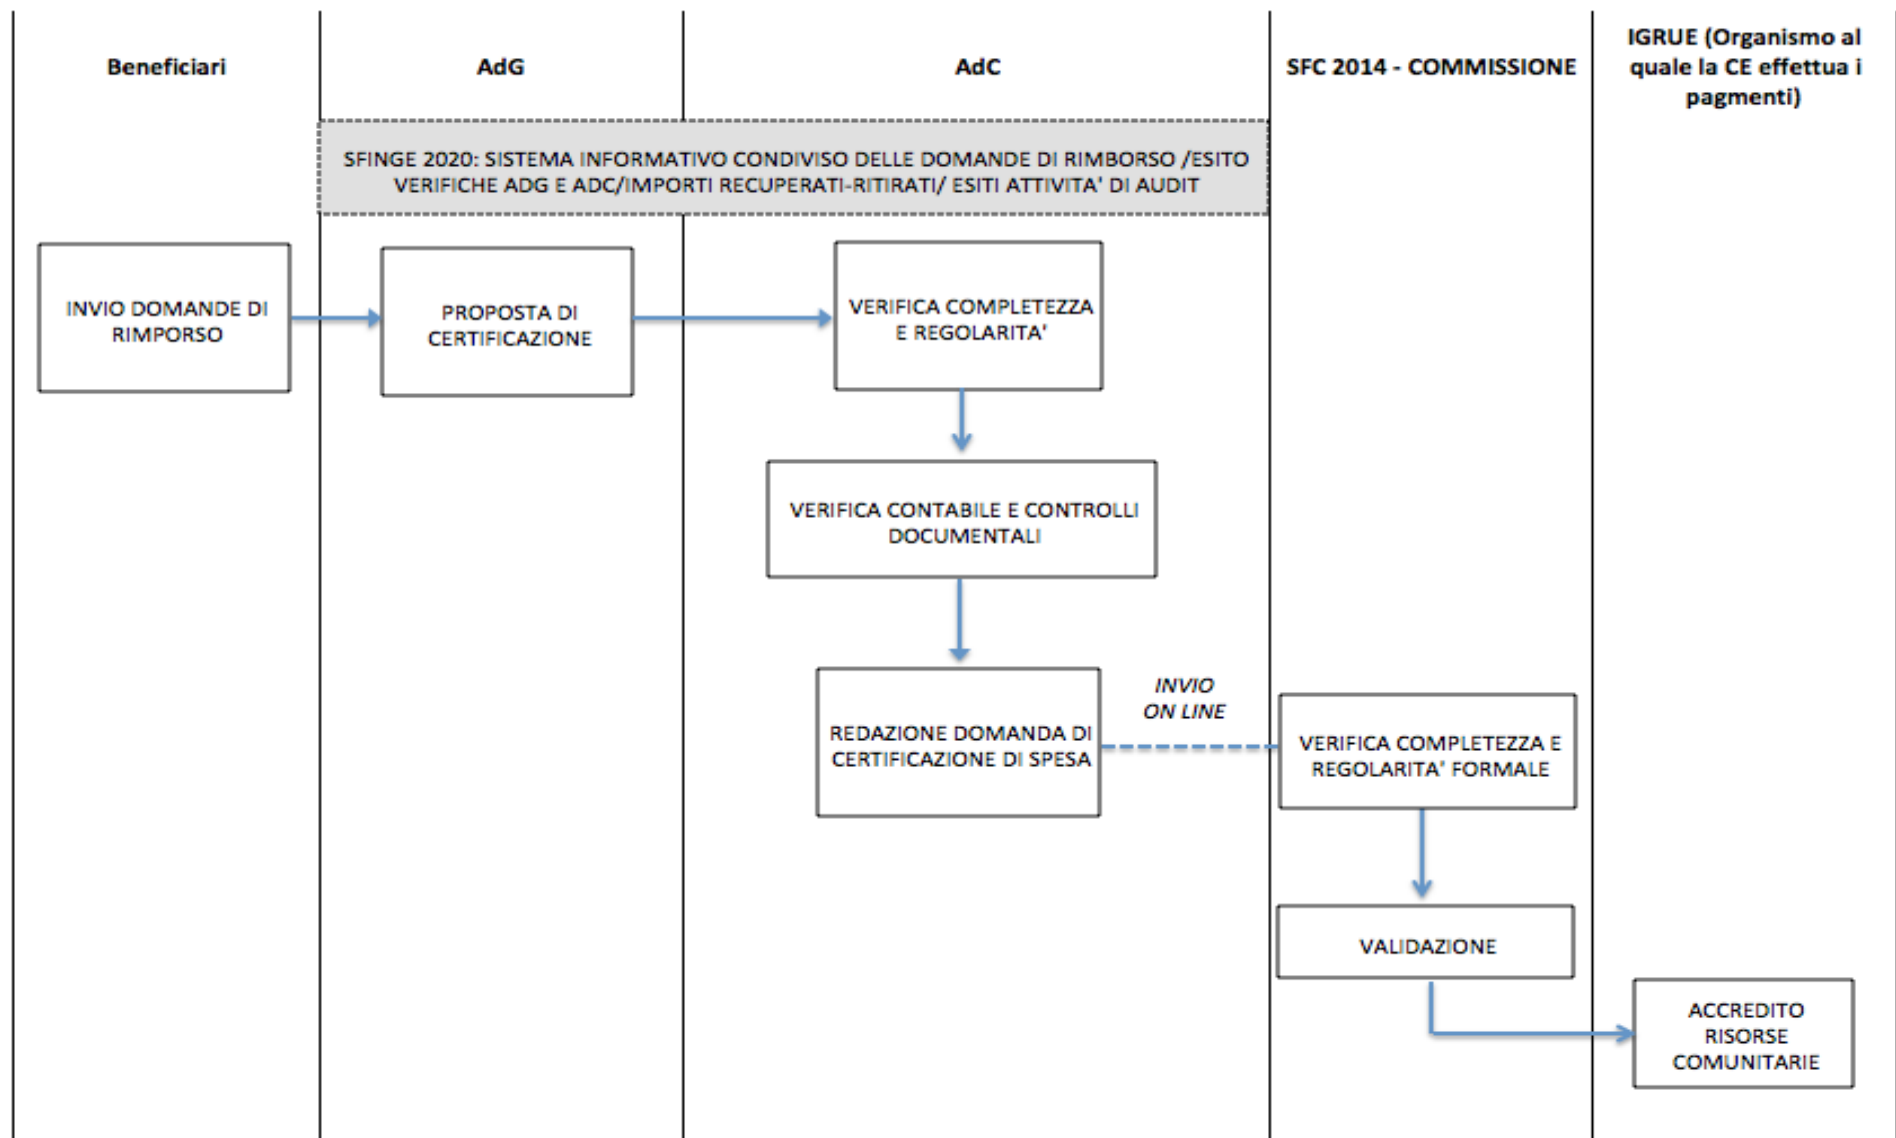 Beneficiari
AdG
AdC
SFC 2014 - COMMISSIONE
IGRUE (Organismo al
quale la CE effettua i
pagmenti)
SFINGE 2020: SISTEMA INFORMATIVO CONDIVISO DELLE DOMANDE DI RIMBORSO /ESITO
VERIFICHE ADG E ADC/IMPORTI RECUPERATI-RITIRATI/ ESITI ATTIVITA' DI AUDIT
INVIO DOMANDE DI
RIMPORSO
PROPOSTA DI
CERTIFICAZIONE
VERIFICA COMPLETEZZA
E REGOLARITA'
VERIFICA CONTABILE E CONTROLLI
DOCUMENTALI
REDAZIONE DOMANDA DI
CERTIFICAZIONE DI SPESA
INVIO
ON LINE
VERIFICA COMPLETEZZA E
REGOLARITA' FORMALE
VALIDAZIONE
ACCREDITO
RISORSE
COMUNITARIE